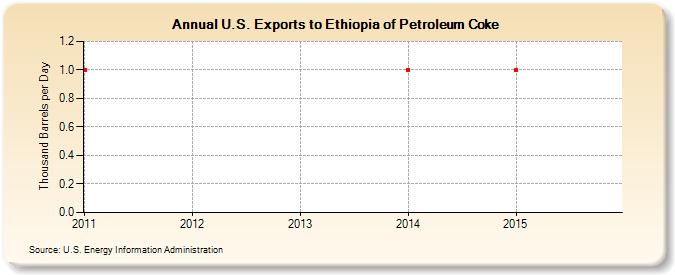 Annual U.S. Exports to Ethiopia of Petroleum Coke
Thousand Barrels per Day
1.2
1.0
0.8
0.6
0.4
0.2
0.0
2011 2012 2013 2014 2015
Source: U.S. Energy Information Administration